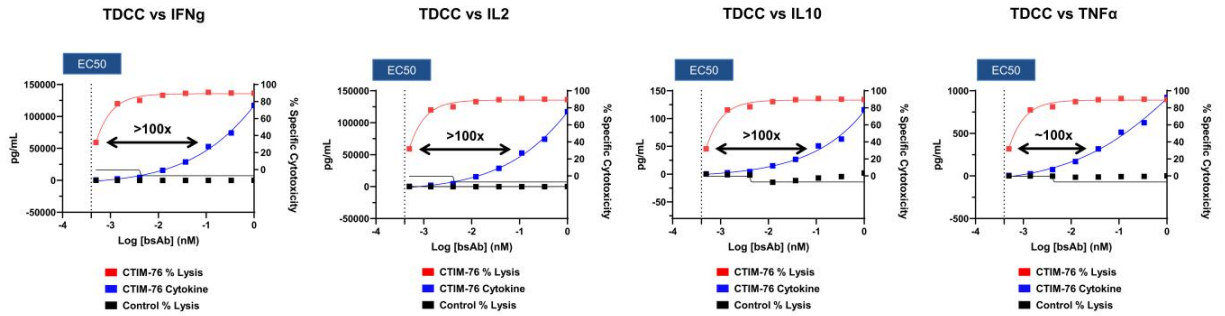 TDCC vs IFNg
EC50
150000
100000
50000
0
-50000
pg/mL
100
80
60
40
20
0
% Specific Cytotoxicity
>100x
-4
-3
-2
-1
0
Log [bsAb] (nM)
CTIM-76 % Lysis
CTIM-76 Cytokine
Control % Lysis
TDCC vs IL2
EC50
150000
100000
50000
0
-50000
pg/mL
100
80
60
40
20
0
% Specific Cytotoxicity
>100x
-4
-3
-2
-1
0
Log [bsAb] (nM)
CTIM-76 % Lysis
CTIM-76 Cytokine
Control % Lysis
TDCC vs IL10
EC50
150
100
50
0
-50
pg/mL
100
80
60
40
20
0
% Specific Cytotoxicity
>100x
-4
-3
-2
-1
0
Log [bsAb] (nM)
CTIM-76 % Lysis
CTIM-76 Cytokine
Control % Lysis
TDCC vs TNFα
EC50
1000
500
0
-500
pg/mL
100
80
60
40
20
0
% Specific Cytotoxicity
~100x
-4
-3
-2
-1
0
Log [bsAb] (nM)
CTIM-76 % Lysis
CTIM-76 Cytokine
Control % Lysis